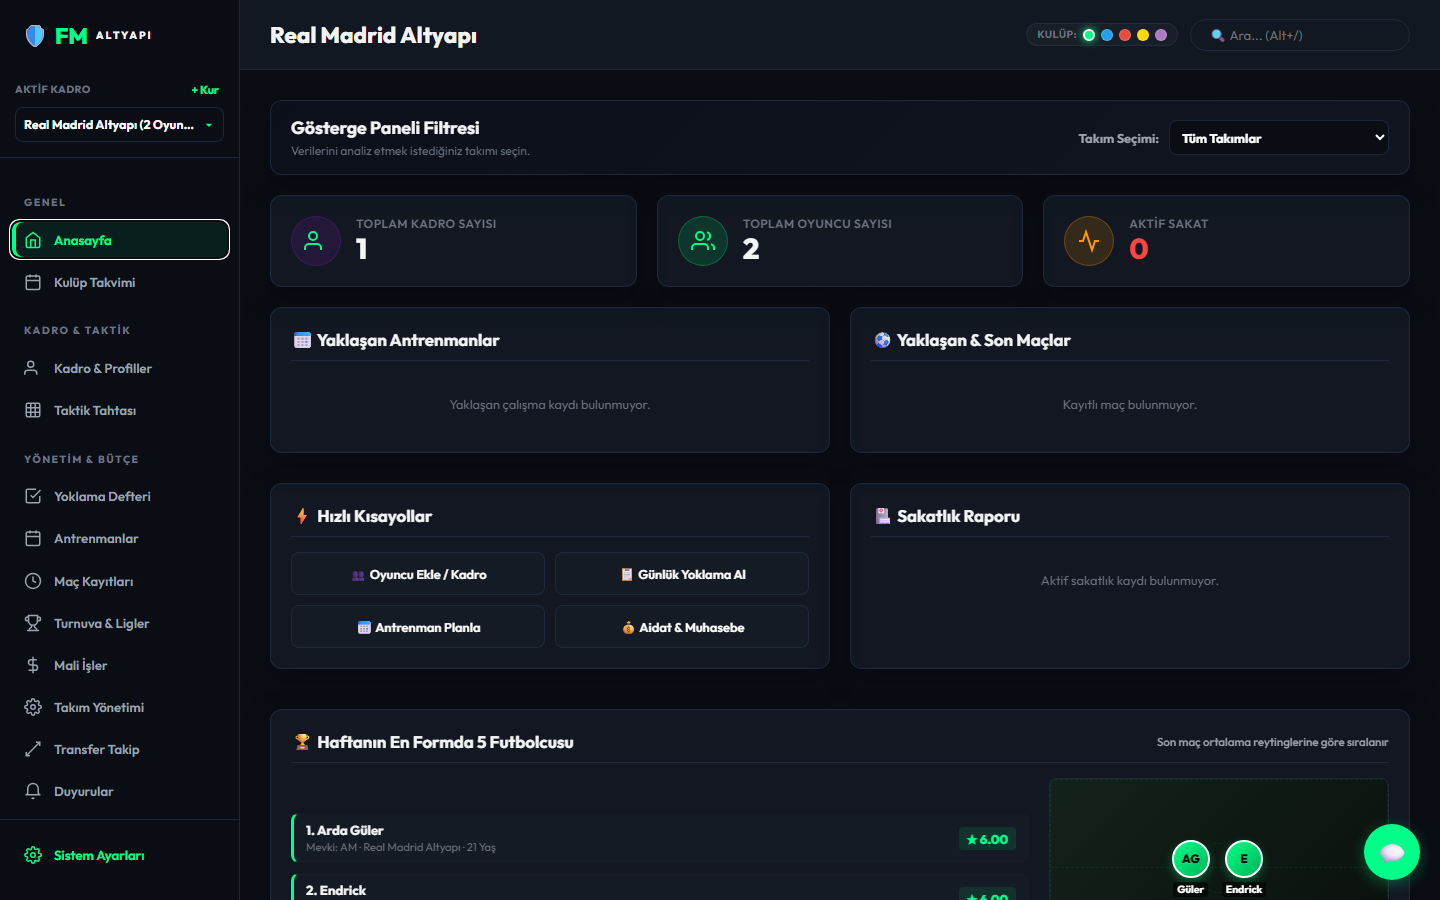 FM ALTYAPI
AKTİF KADRO
+ Kur
Real Madrid Altyapı (2 Oyun...
GENEL
Anasayfa
Kulüp Takvimi
KADRO & TAKTİK
Kadro & Profiller
Taktik Tahtası
YÖNETİM & BÜTÇE
Yoklama Defteri
Antrenmanlar
Maç Kayıtları
Turnuva & Ligler
Mali İşler
Takım Yönetimi
Transfer Takip
Duyurular
Sistem Ayarları
Real Madrid Altyapı
KULÜP:
Ara... (Alt+/)
Gösterge Paneli Filtresi
Verilerini analiz etmek istediğiniz takımı seçin.
Takım Seçimi:
Tüm Takımlar
TOPLAM KADRO SAYISI
1
TOPLAM OYUNCU SAYISI
2
AKTİF SAKAT
0
Yaklaşan Antrenmanlar
Yaklaşan çalışma kaydı bulunmuyor.
Yaklaşan & Son Maçlar
Kayıtlı maç bulunmuyor.
Hızlı Kısayollar
Oyuncu Ekle / Kadro
Günlük Yoklama Al
Antrenman Planla
Aidat & Muhasebe
Sakatlık Raporu
Aktif sakatlık kaydı bulunmuyor.
Haftanın En Formda 5 Futbolcusu
Son maç ortalama reytinglerine göre sıralanır
1. Arda Güler
Mevki: AM · Real Madrid Altyapı · 21 Yaş
★ 6.00
2. Endrick
★ 6.00
AG
Güler
E
Endrick